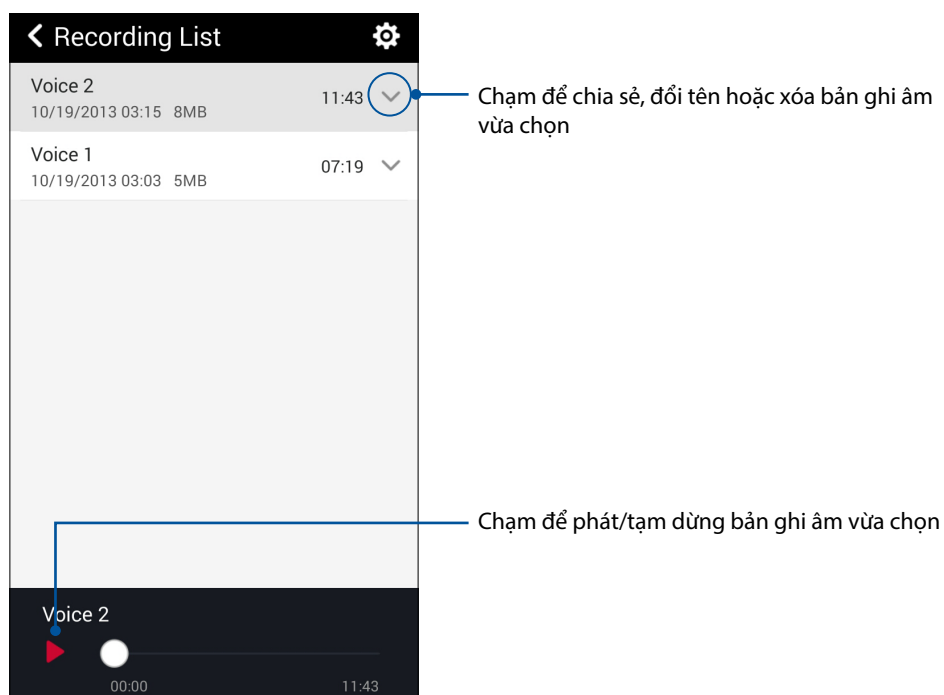 Recording List
Voice 2
10/19/2013 03:15 8MB
11:43
Chạm để chia sẻ, đổi tên hoặc xóa bản ghi âm
vừa chọn
Voice 1
10/19/2013 03:03 5MB
07:19
Chạm để phát/tạm dừng bản ghi âm vừa chọn
Voice 2
00:00 11:43